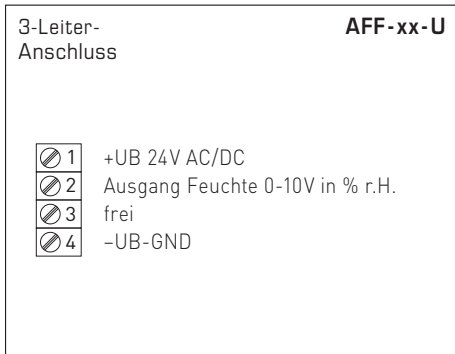 3-Leiter- AFF-xx-U
Anschluss
1 +UB 24V AC/DC
2 Ausgang Feuchte 0-10V in % r.H.
3 frei
4 –UB-GND